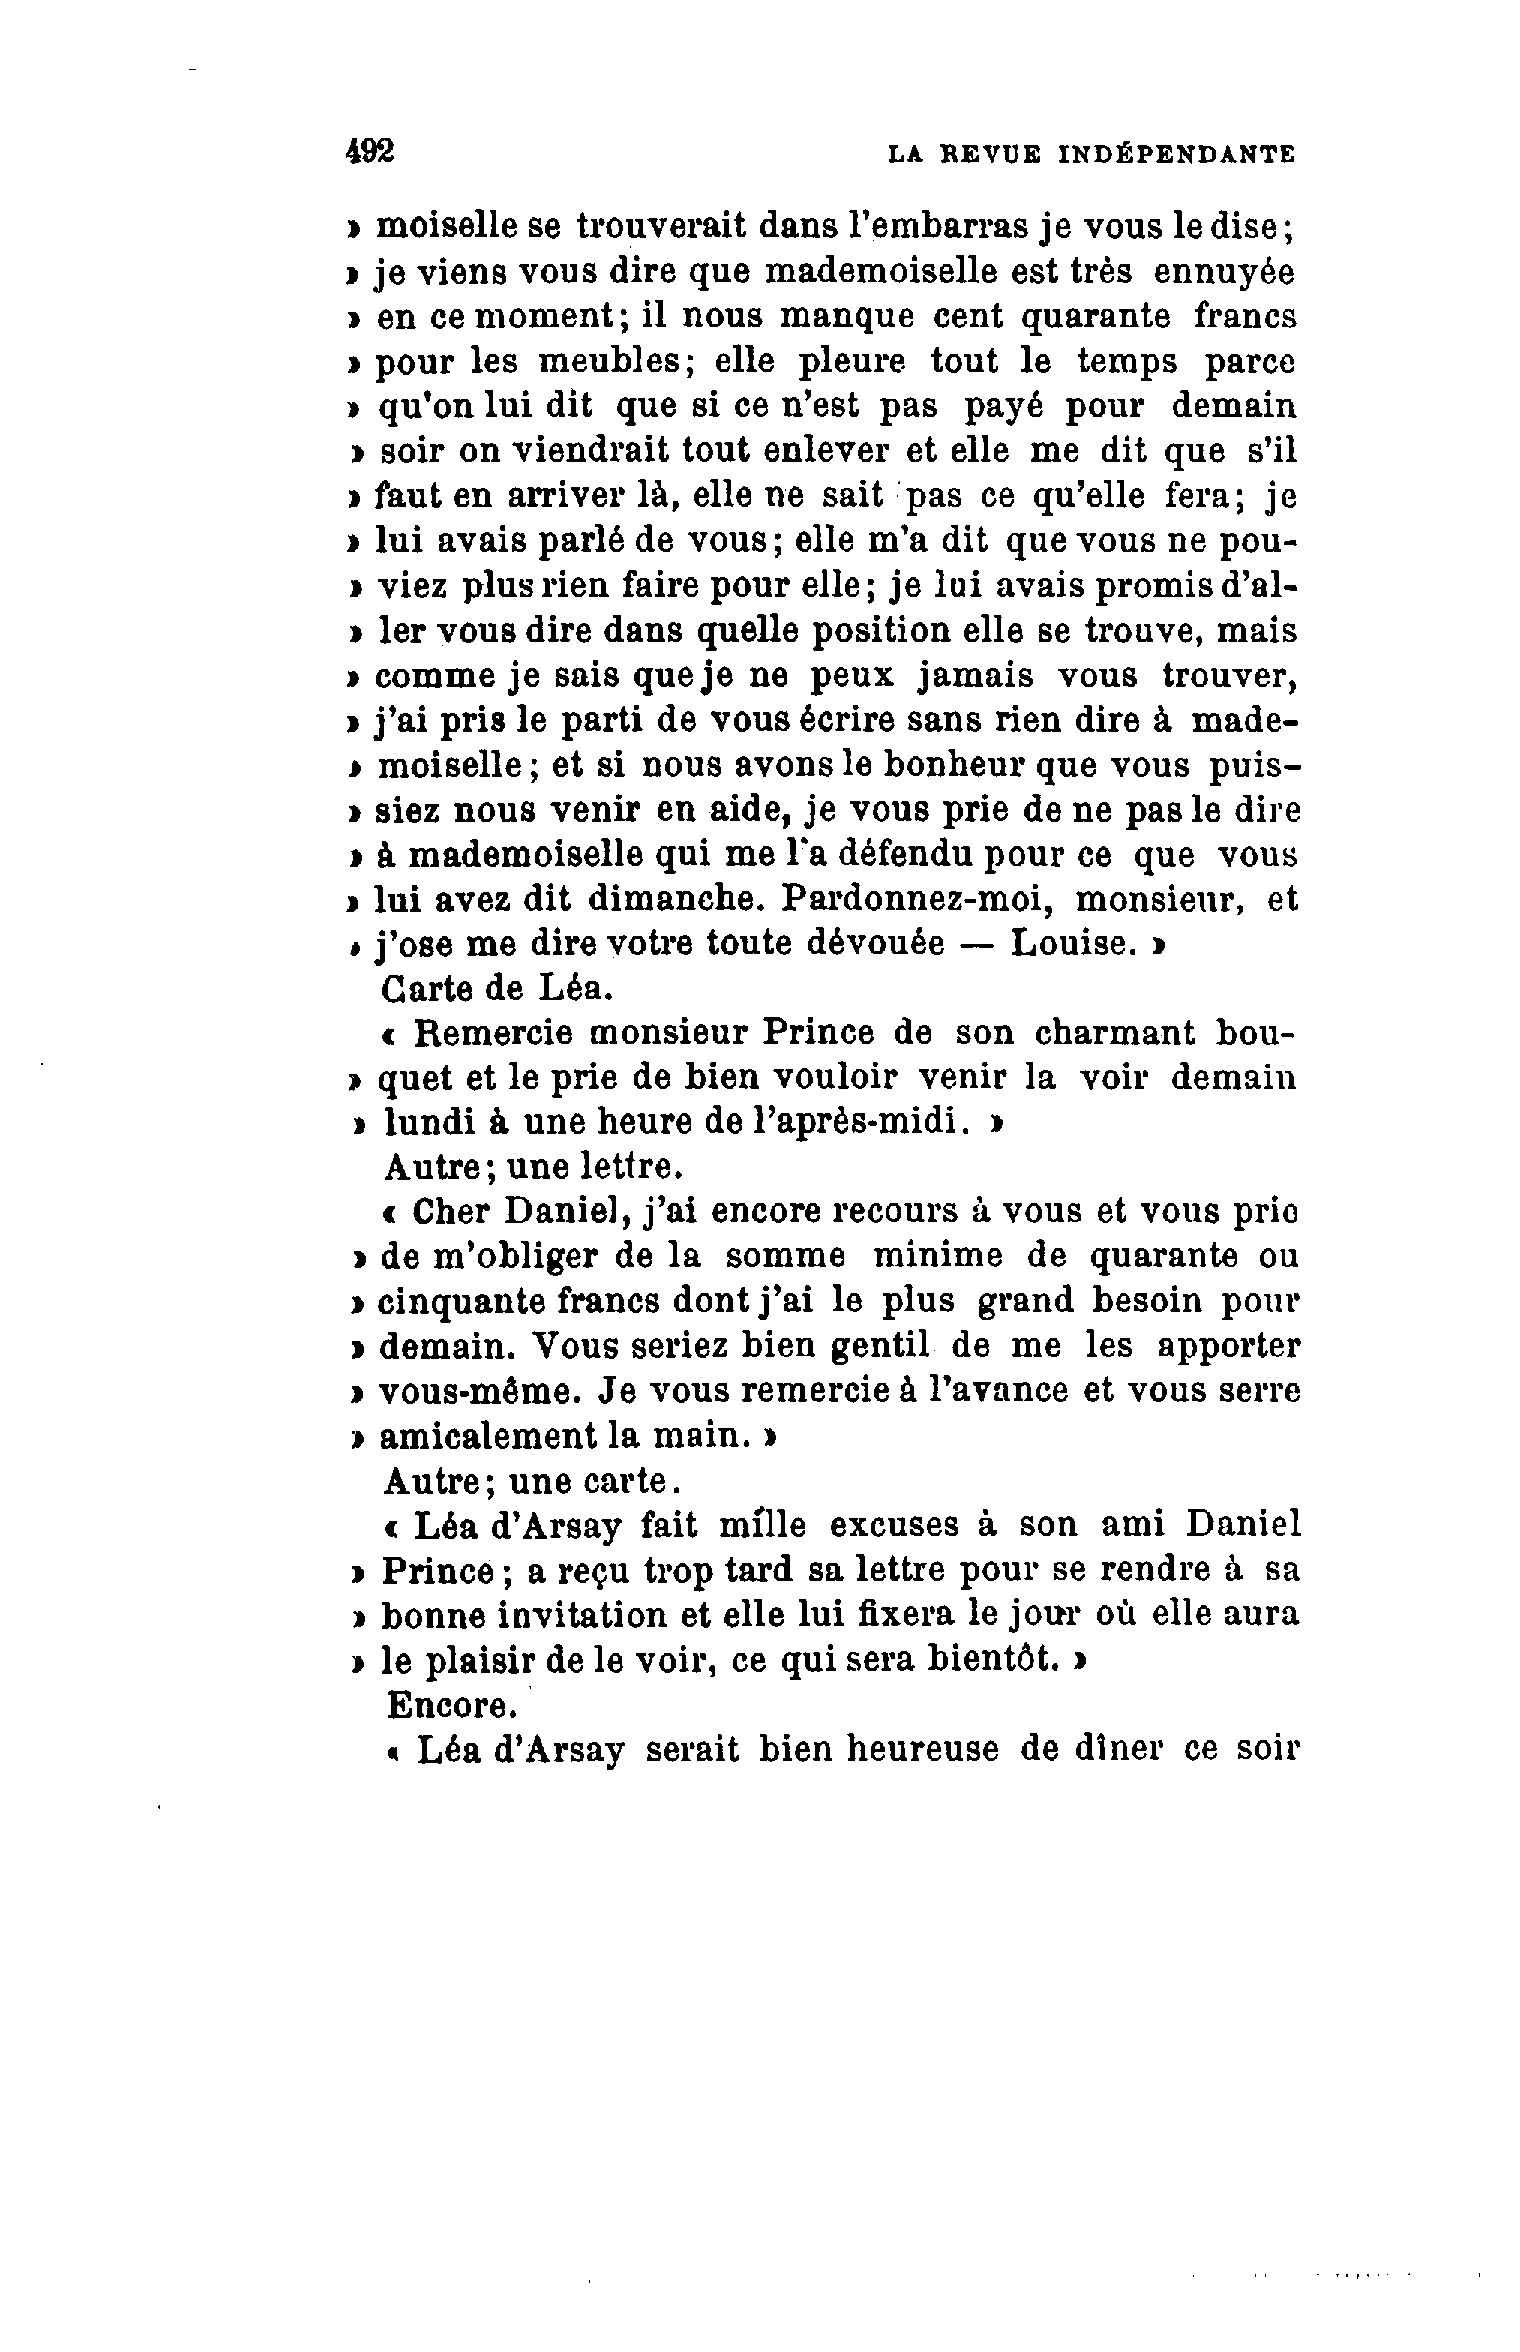 492
LA REVUE INDÉPENDANTE
» moiselle se trouverait dans l'embarras je vous le dise ;
» je viens vous dire que mademoiselle est très ennuyée
» en ce moment ; il nous manque cent quarante francs
» pour les meubles ; elle pleure tout le temps parce
» qu'on lui dit que si ce n'est pas payé pour demain
» soir on viendrait tout enlever et elle me dit que s'il
» faut en arriver là, elle ne sait pas ce qu'elle fera ; je
» lui avais parlé de vous ; elle m'a dit que vous ne pou-
» viez plus rien faire pour elle ; je lui avais promis d'al-
» ler vous dire dans quelle position elle se trouve, mais
» comme je sais que je ne peux jamais vous trouver,
» j'ai pris le parti de vous écrire sans rien dire à made-
» moiselle ; et si nous avons le bonheur que vous puis-
» siez nous venir en aide, je vous prie de ne pas le dire
» à mademoiselle qui me l'a défendu pour ce que vous
» lui avez dit dimanche. Pardonnez-moi, monsieur, et
» j'ose me dire votre toute dévouée — Louise. »
Carte de Léa.
« Remercie monsieur Prince de son charmant bou-
» quet et le prie de bien vouloir venir la voir demain
» lundi à une heure de l'après-midi. »
Autre ; une lettre.
« Cher Daniel, j'ai encore recours à vous et vous prie
» de m'obliger de la somme minime de quarante ou
» cinquante francs dont j'ai le plus grand besoin pour
» demain. Vous seriez bien gentil de me les apporter
» vous-même. Je vous remercie à l'avance et vous serre
» amicalement la main. »
Autre ; une carte.
« Léa d'Arsay fait mille excuses à son ami Daniel
» Prince ; a reçu trop tard sa lettre pour se rendre à sa
» bonne invitation et elle lui fixera le jour où elle aura
» le plaisir de le voir, ce qui sera bientôt. »
Encore.
« Léa d'Arsay serait bien heureuse de dîner ce soir